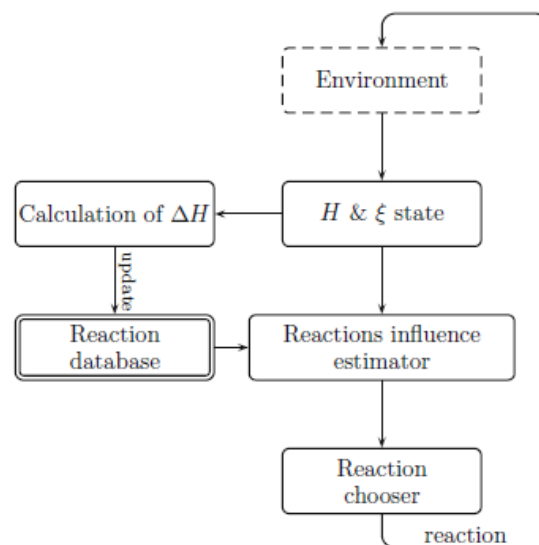 Environment
Calculation of ΔH
H & ξ state
update
Reaction
database
Reactions influence
estimator
Reaction
chooser
reaction